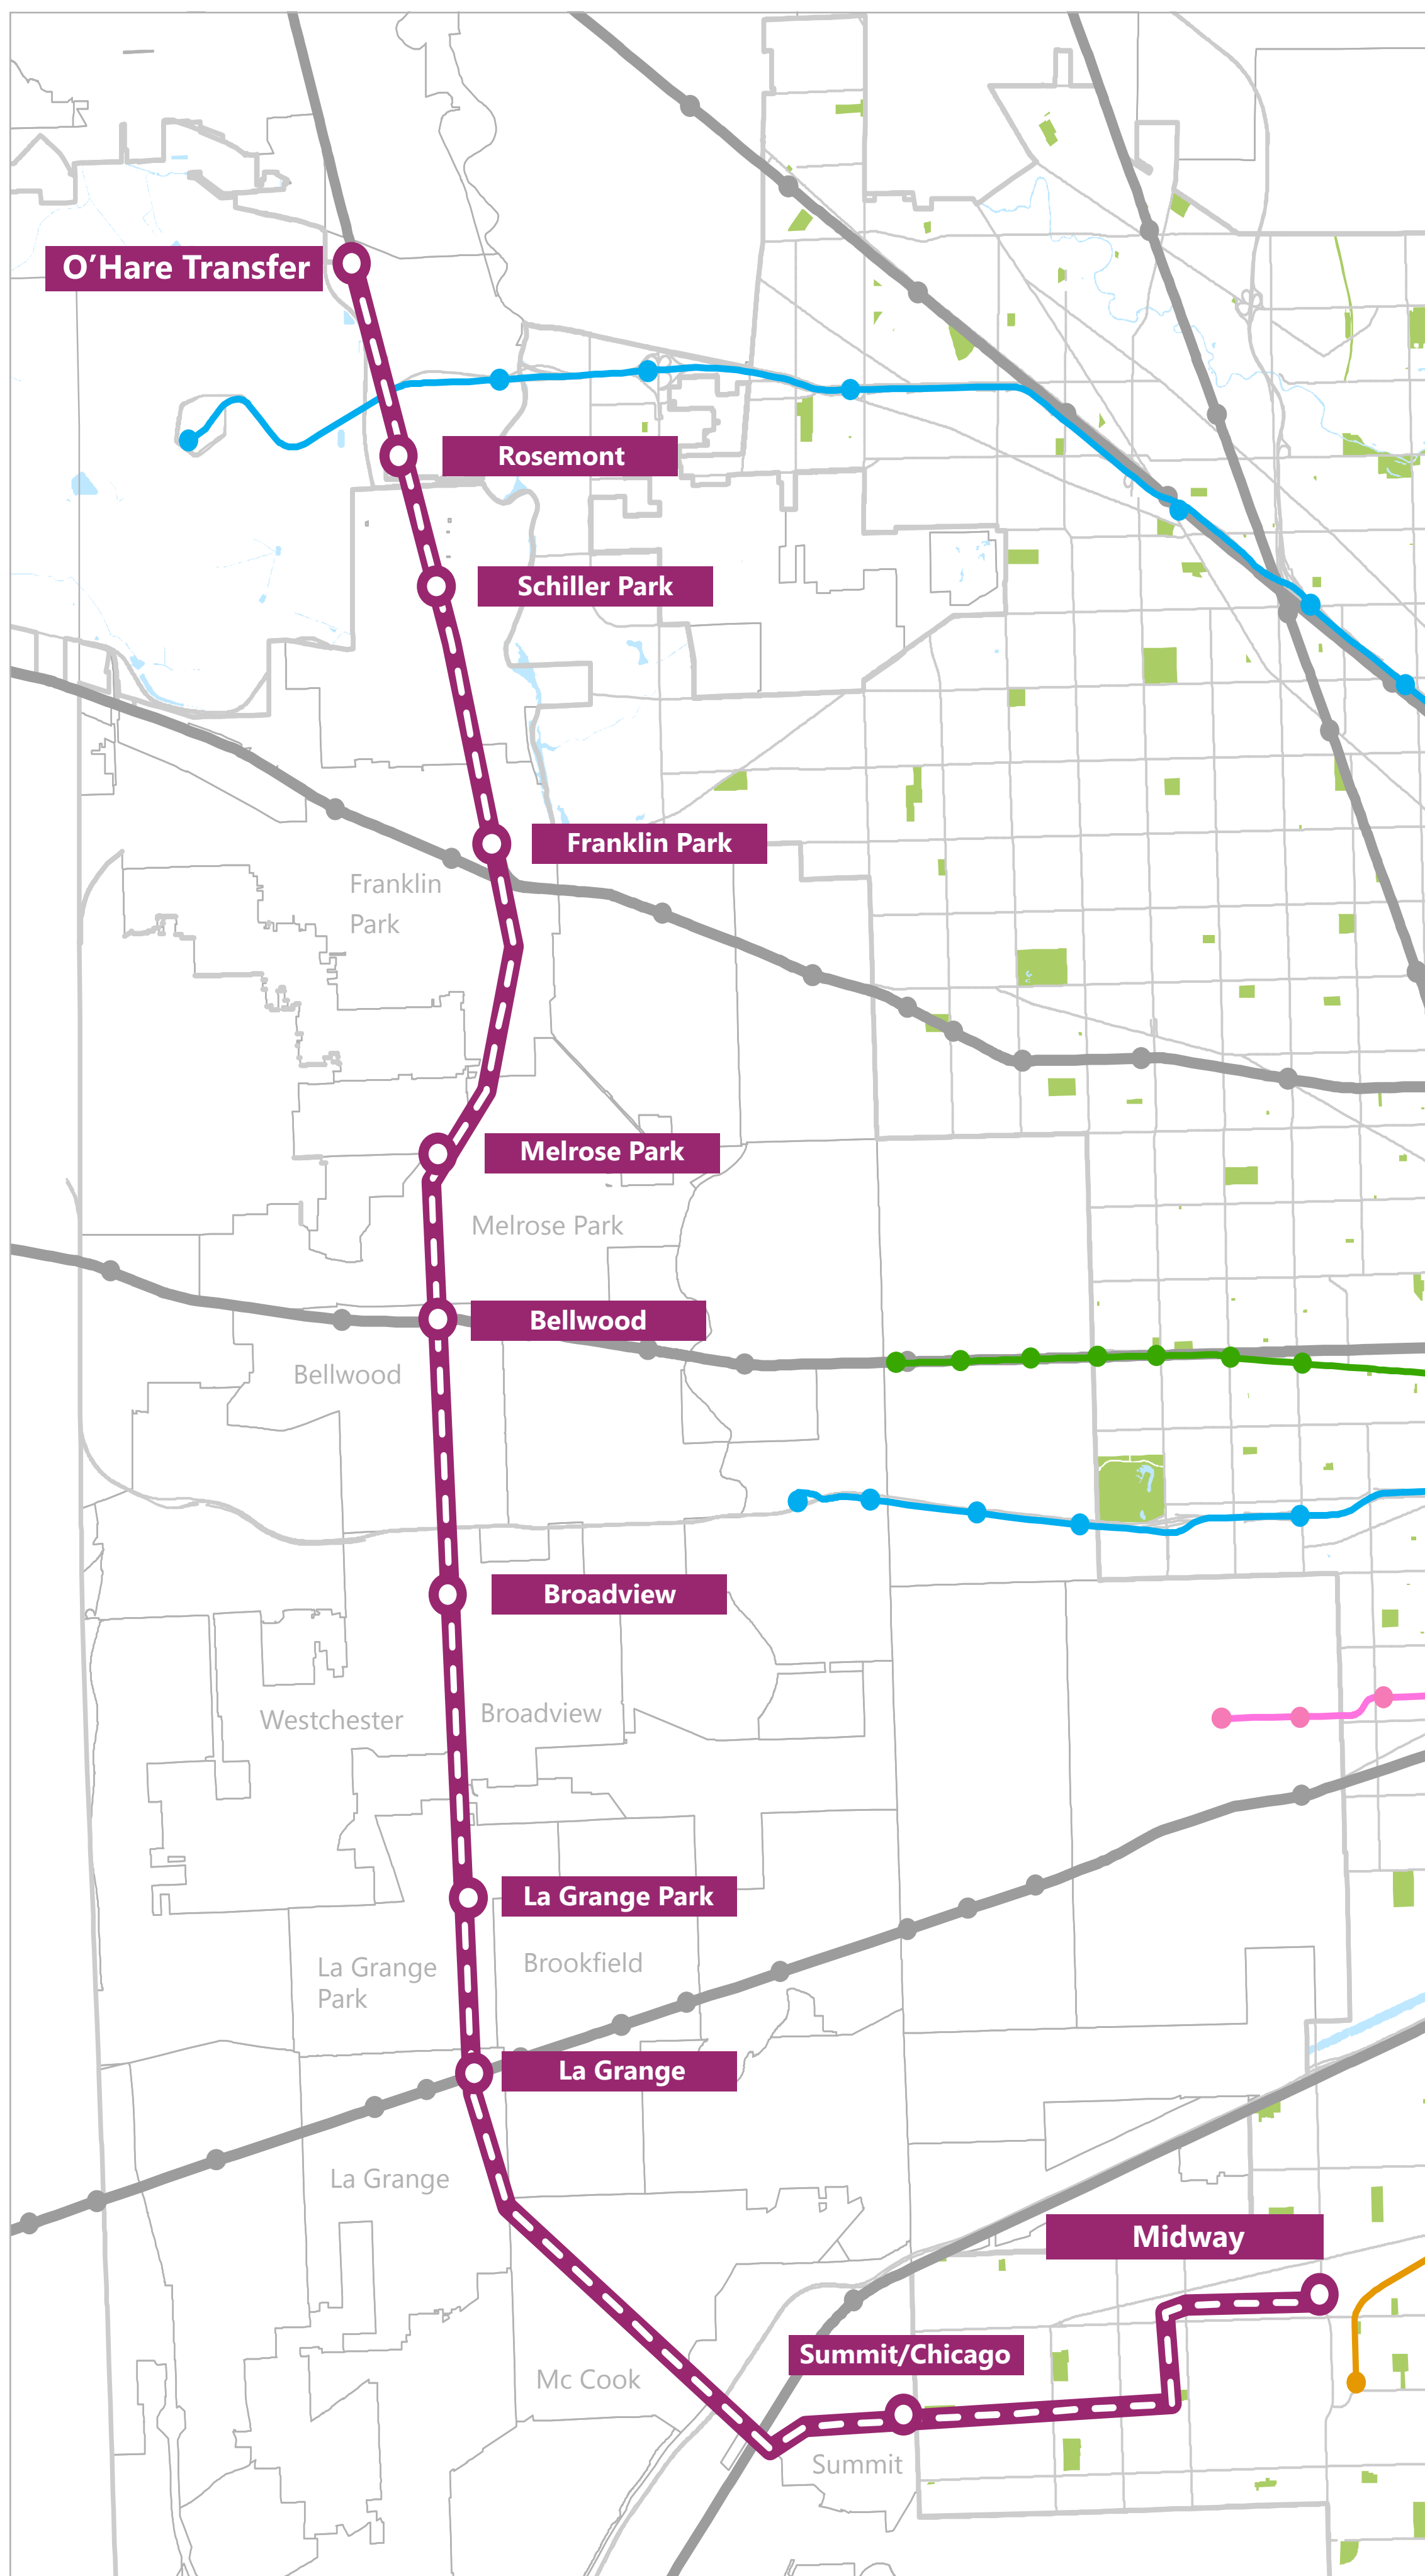 O’Hare Transfer
Rosemont
Schiller Park
Franklin Park
Franklin
Park
Melrose Park
Melrose Park
Bellwood
Bellwood
Broadview
Broadview
Westchester
La Grange Park
Brookfield
La Grange
Park
La Grange
La Grange
Midway
Summit/Chicago
Mc Cook
Summit